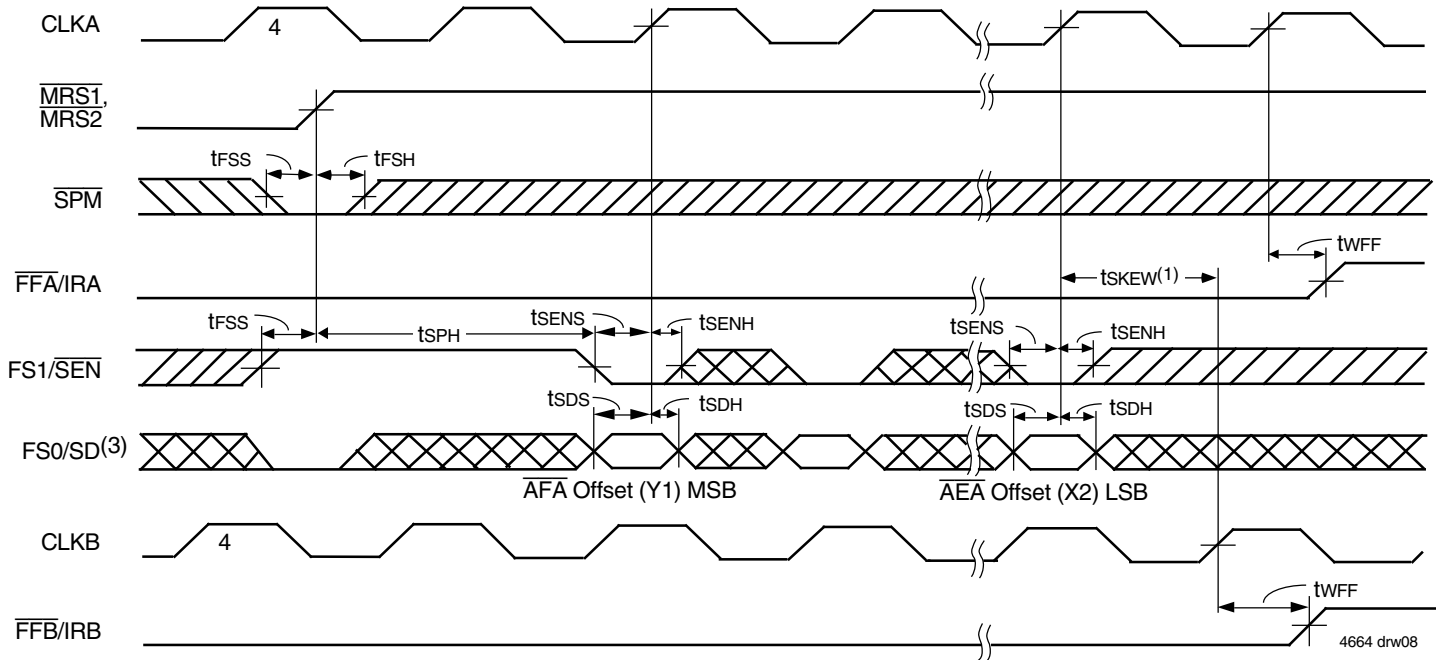 CLKA
4
MRS1,
MRS2
tFSS
tFSH
SPM
tWFF
FFA/IRA
tSKEW(1)
tFSS
tSPH
tSENS
tSENH
tSENS
tSENH
FS1/SEN
tSDS
tSDH
tSDS
tSDH
FS0/SD(3)
AFA Offset (Y1) MSB
AEA Offset (X2) LSB
CLKB
4
tWFF
FFB/IRB
4664 drw08